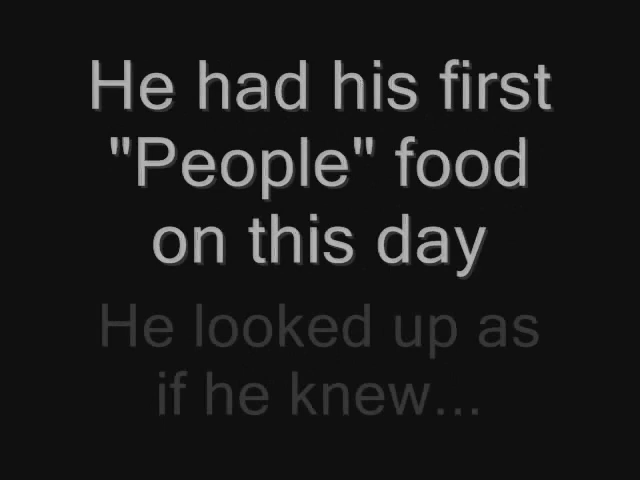 He had his first
"People" food
on this day
He looked up as
if he knew...